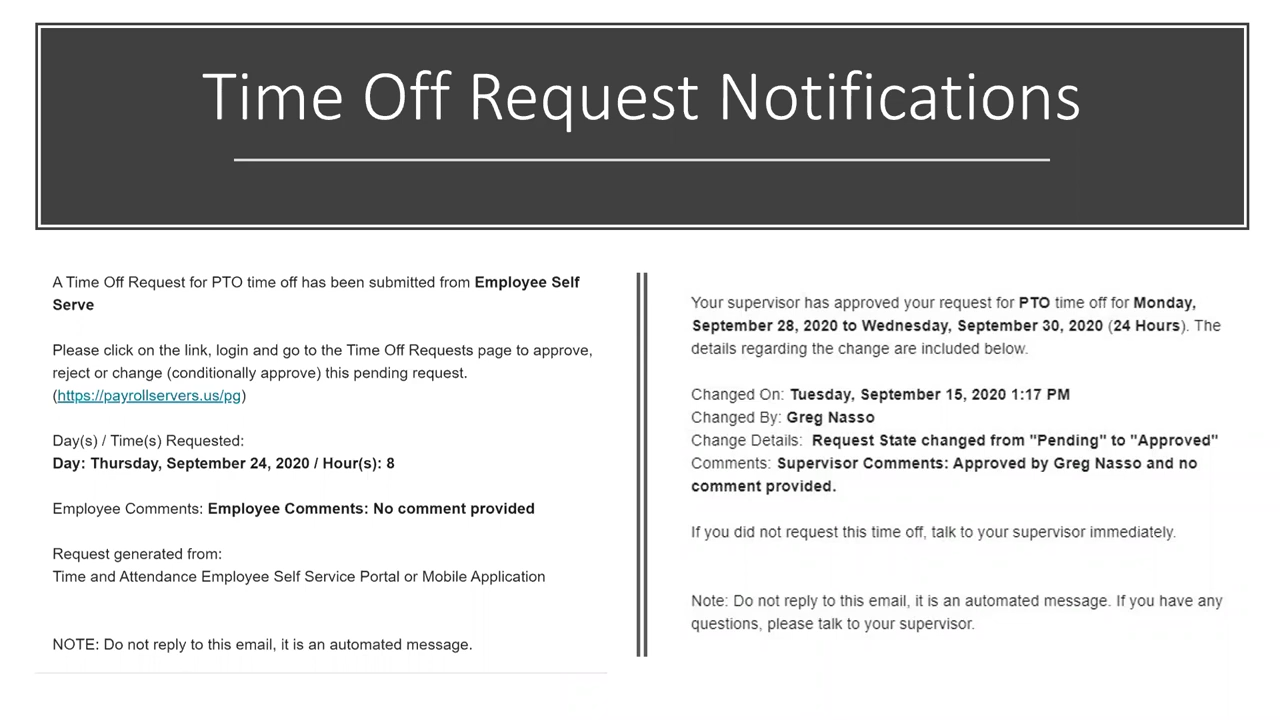 Time Off Request Notifications
A Time Off Request for PTO time off has been submitted from Employee Self
Serve
Please click on the link, login and go to the Time Off Requests page to approve,
reject or change (conditionally approve) this pending request.
(https://payrollservers.us/pg)
Day(s) / Time(s) Requested:
Day: Thursday, September 24, 2020 / Hour(s): 8
Employee Comments: Employee Comments: No comment provided
Request generated from:
Time and Attendance Employee Self Service Portal or Mobile Application
NOTE: Do not reply to this email, it is an automated message.
Your supervisor has approved your request for PTO time off for Monday,
September 28, 2020 to Wednesday, September 30, 2020 (24 Hours). The
details regarding the change are included below.
Changed On: Tuesday, September 15, 2020 1:17 PM
Changed By: Greg Nasso
Change Details: Request State changed from "Pending" to "Approved"
Comments: Supervisor Comments: Approved by Greg Nasso and no
comment provided.
If you did not request this time off, talk to your supervisor immediately.
Note: Do not reply to this email, it is an automated message. If you have any
questions, please talk to your supervisor.